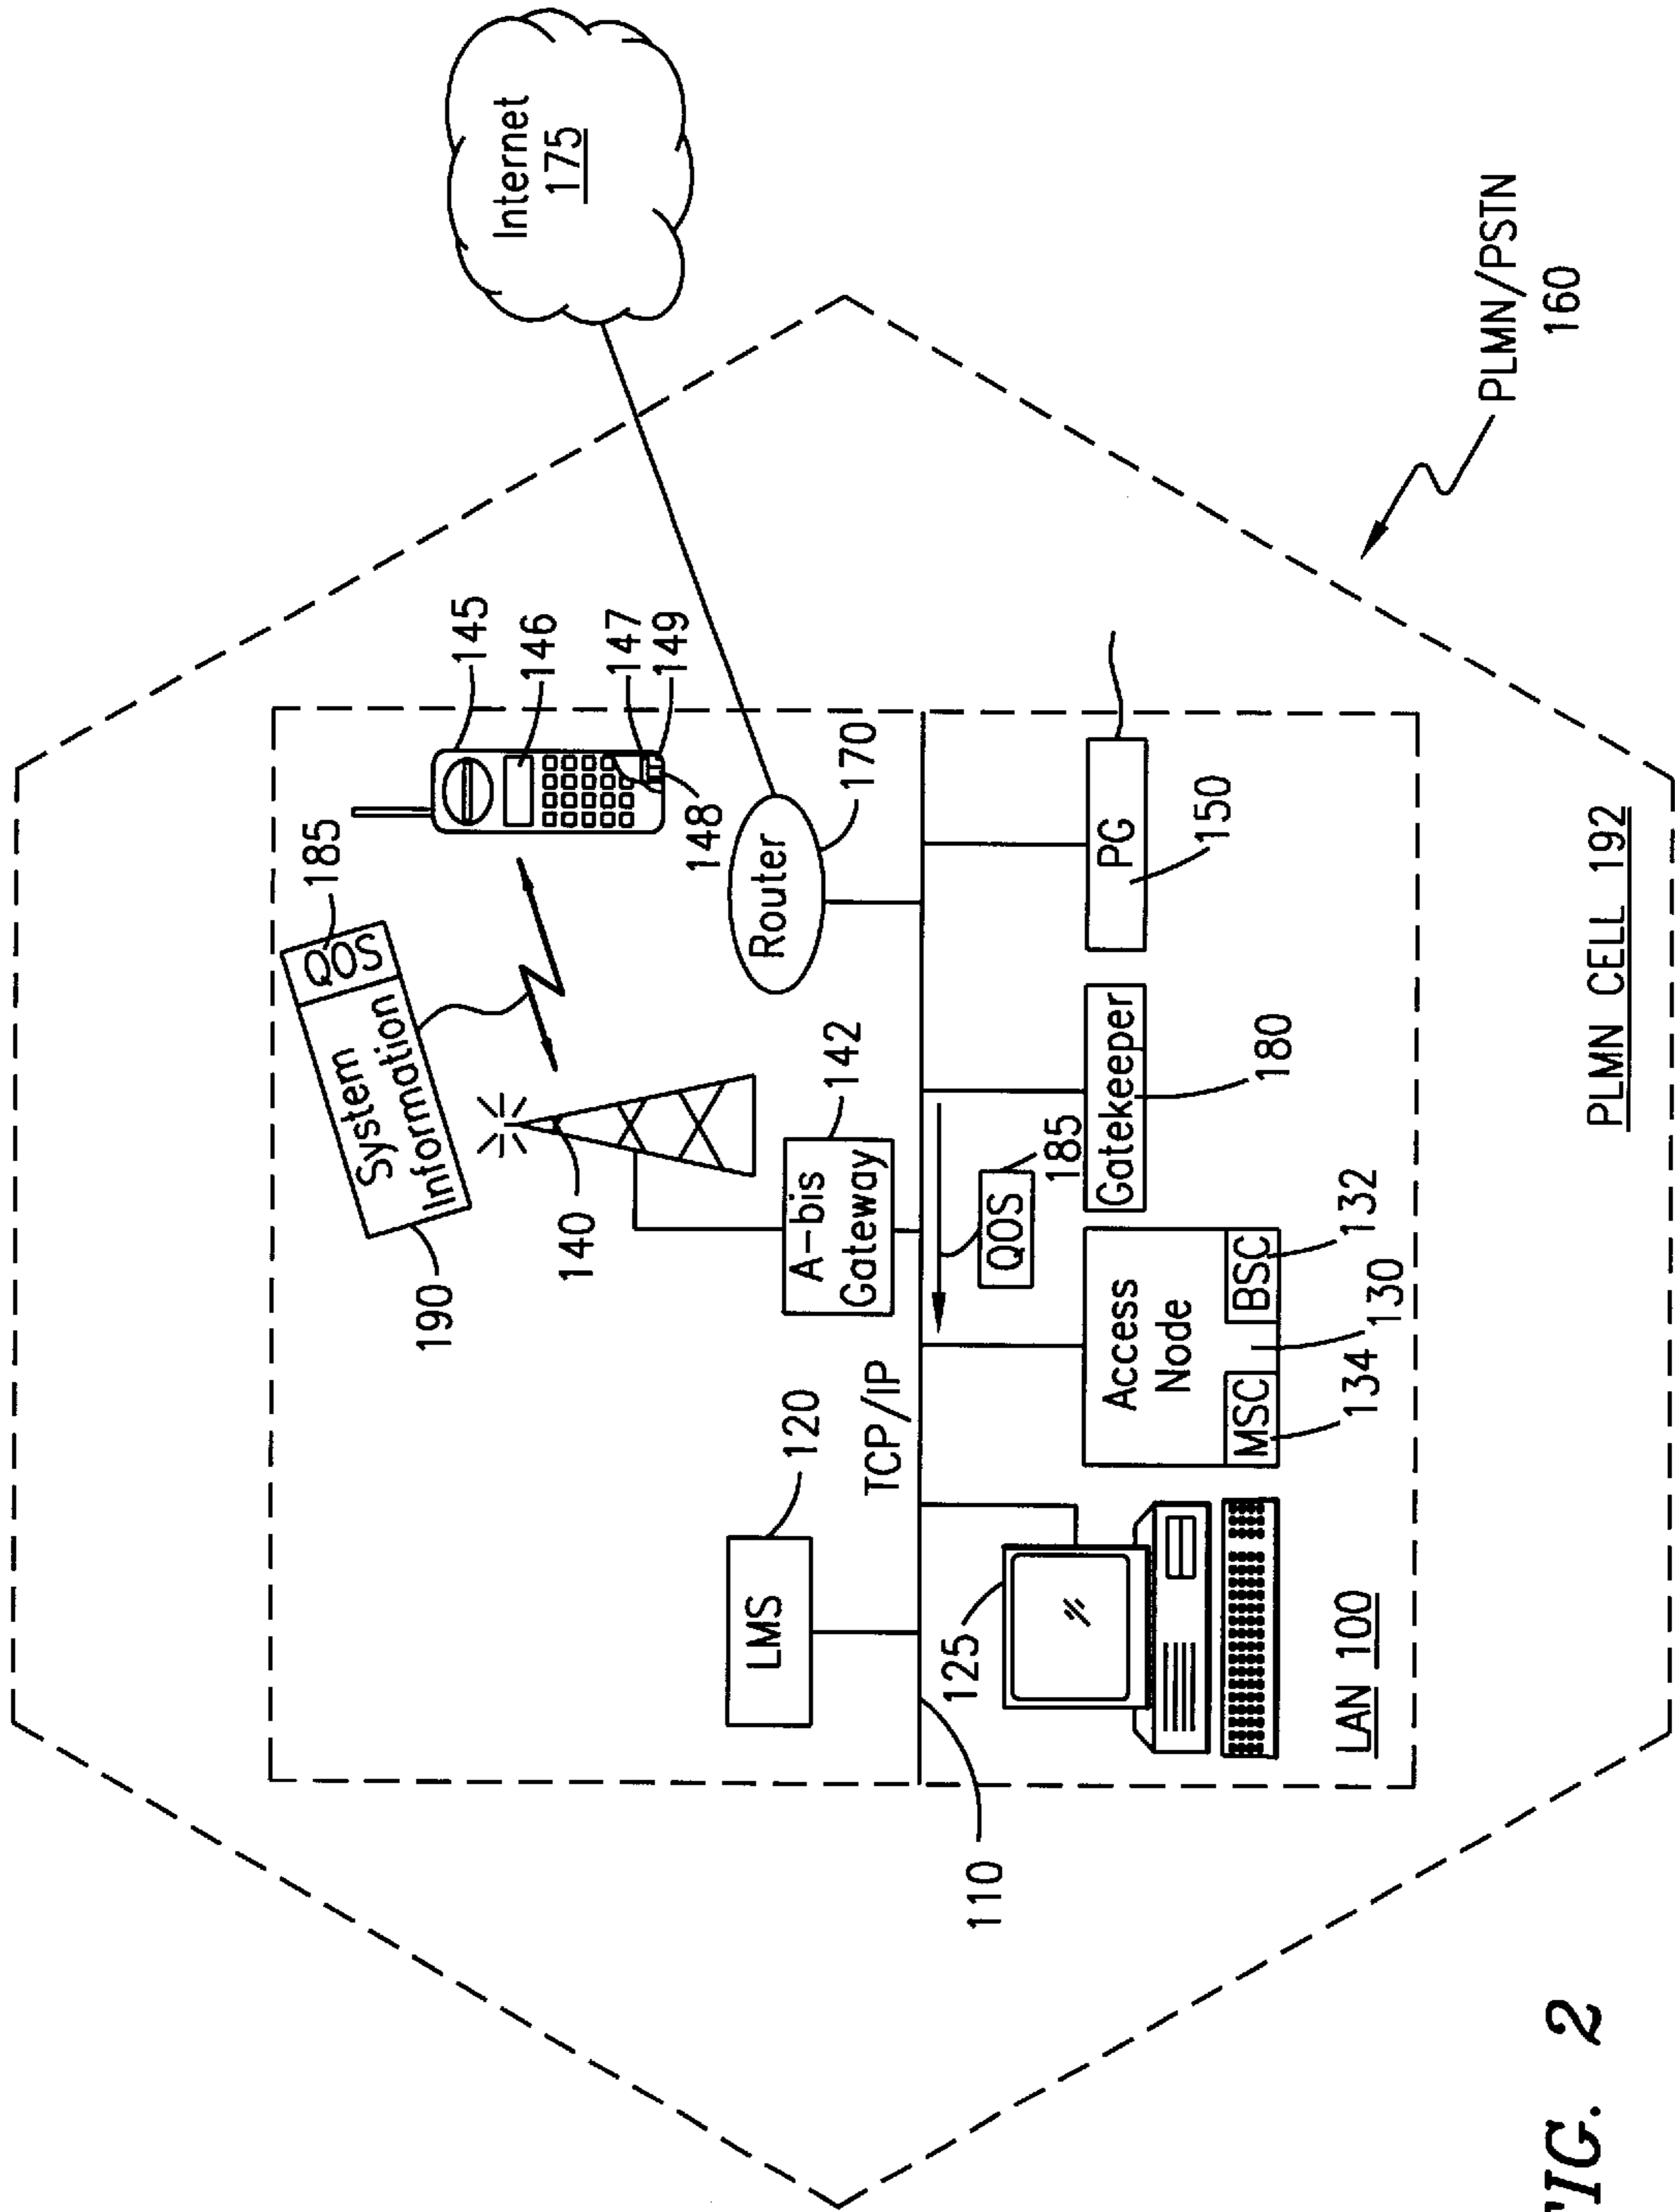 190
System
Information
QOS
185
145
146
147
149
148
140
Internet
175
LMS
120
A-bis
Gateway
142
Router
170
TCP/IP
110
125
QOS
185
Access
Node
MSC
BSC
134
130
132
Gatekeeper
180
PG
150
LAN 100
PLMN CELL 192
PLMN/PSTN
160
FIG. 2